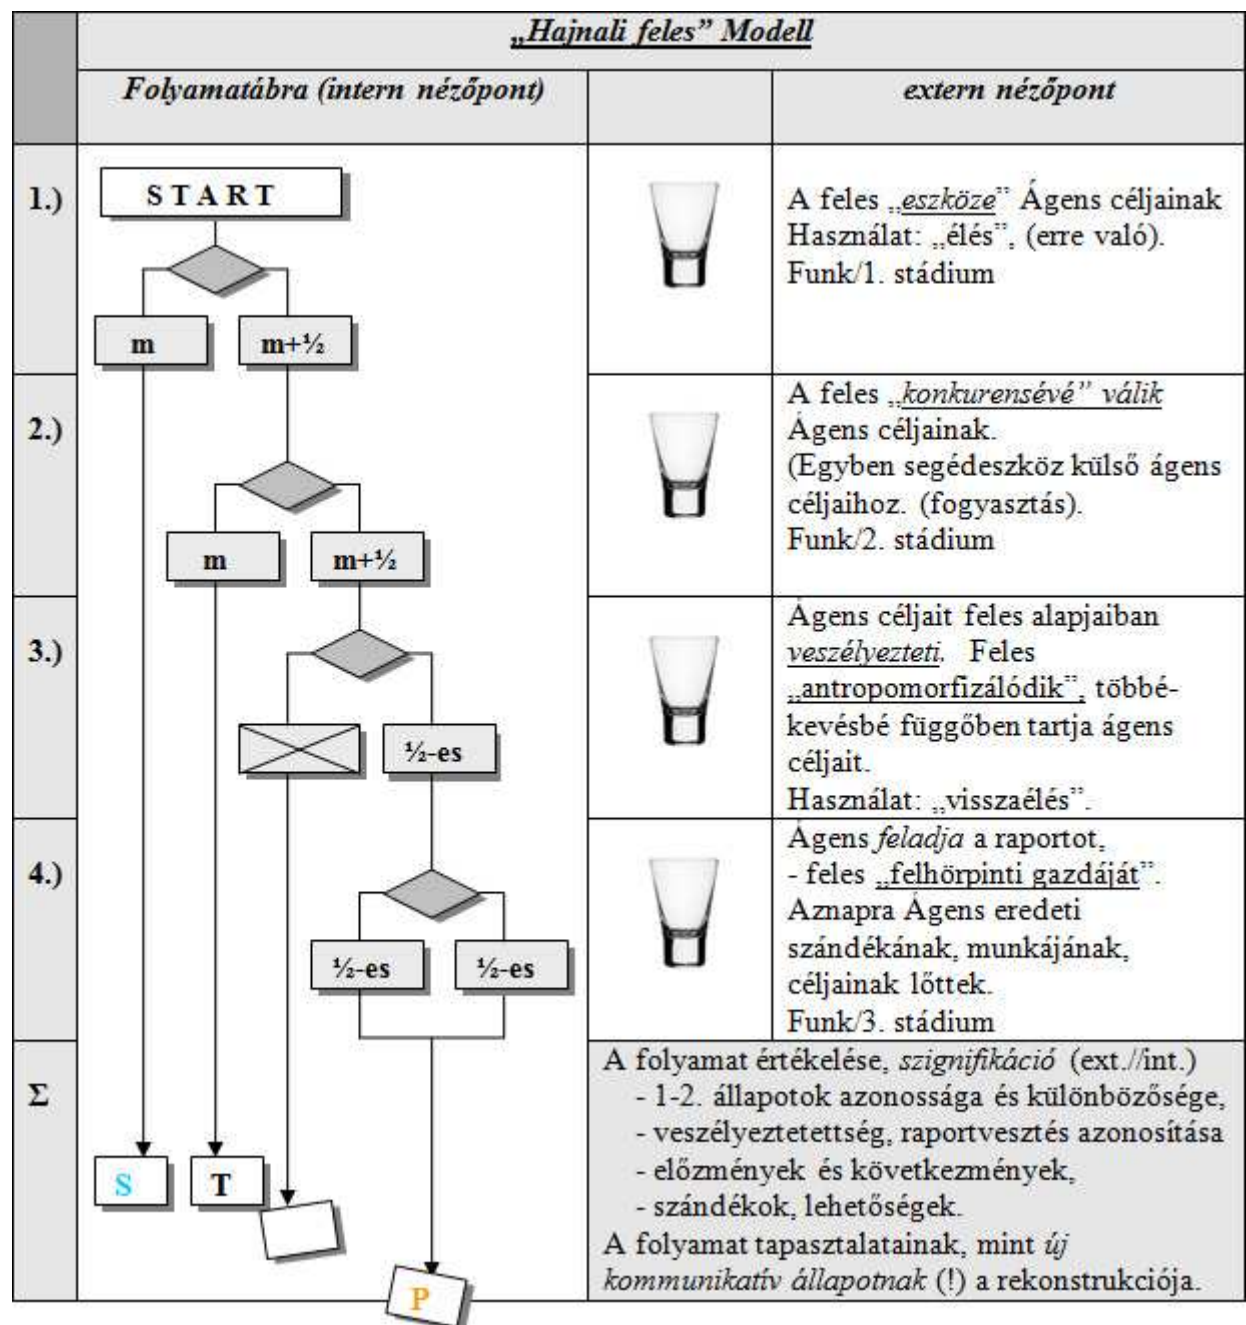 „Hajnali feles” Modell
Folyamatábra (intern nézőpont)
extern nézőpont
1.)
START
m
m+½
A feles „eszköze” Ágens céljainak
Használat: „élés”, (erre való).
Funk/1. stádium
2.)
m
m+½
A feles „konkurensévé” válik
Ágens céljainak.
(Egyben segédeszköz külső ágens
céljaihoz. (fogyasztás).
Funk/2. stádium
3.)
½-es
Ágens céljait feles alapjaiban
veszélyezteti. Feles
„antropomorfizálódik”, többé-
kevésbé függőben tartja ágens
céljait.
Használat: „visszaélés”.
4.)
½-es
½-es
Ágens feladja a raportot,
- feles „felhörpinti gazdáját”.
Aznapra Ágens eredeti
szándékának, munkájának,
céljainak lőttek.
Funk/3. stádium
Σ
S
T
P
A folyamat értékelése, szignifikáció (ext.//int.)
- 1-2. állapotok azonossága és különbözősége,
- veszélyeztetettség, raportvesztés azonosítása
- előzmények és következmények,
- szándékok, lehetőségek.
A folyamat tapasztalatainak, mint új
kommunikatív állapotnak (!) a rekonstrukciója.